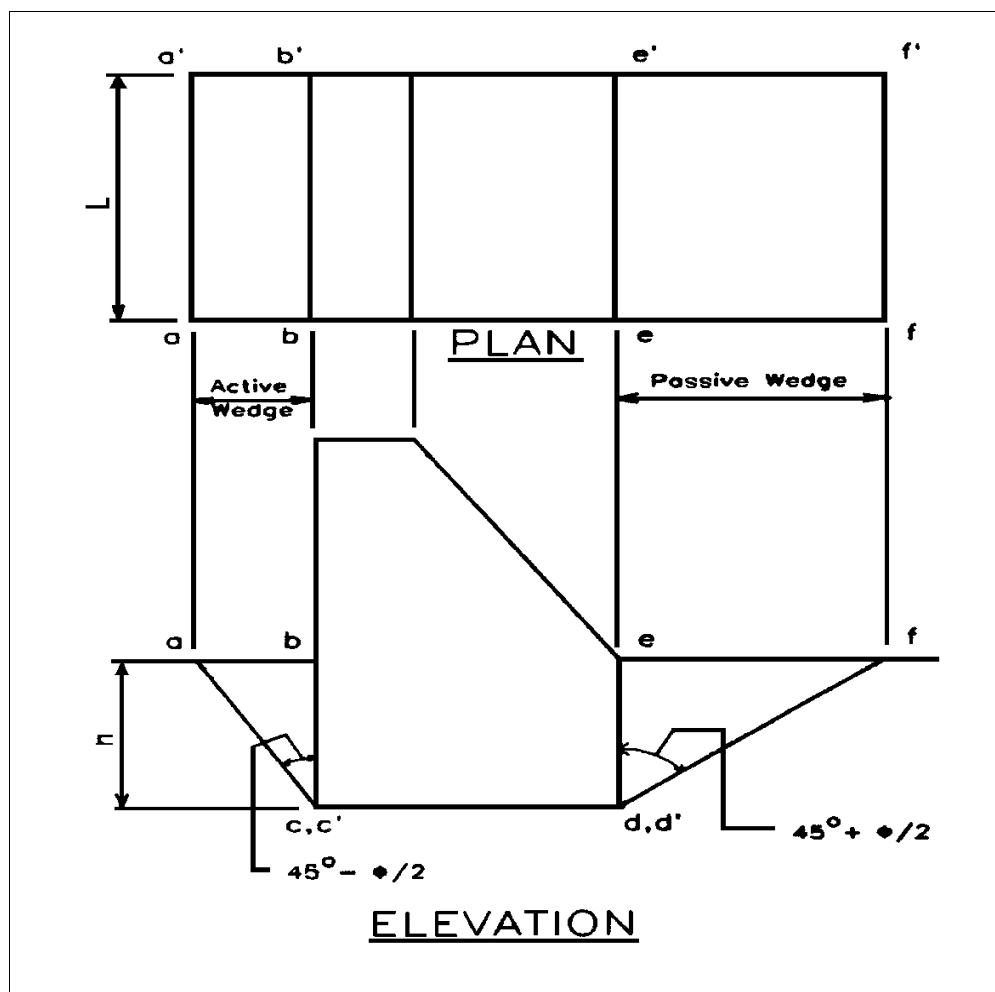 a' b' e' f'
L
a b PLAN e f
Active Passive Wedge
Wedge
a b e f
n
c,c' d,d'
45° + Φ/2
45° - Φ/2
ELEVATION